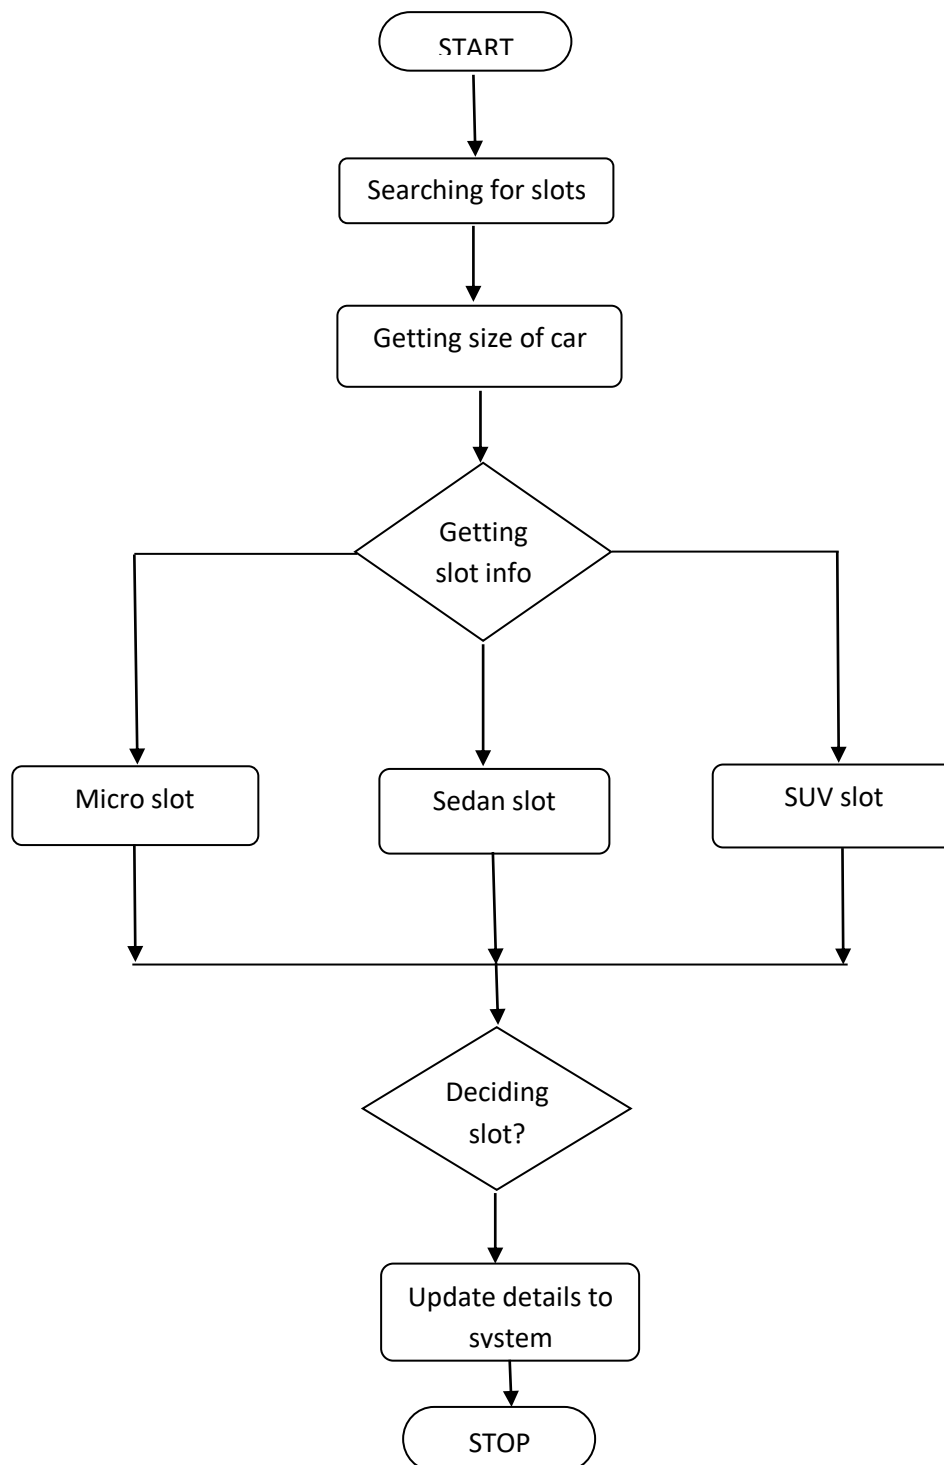 START
Searching for slots
Getting size of car
Getting
slot info
Micro slot
Sedan slot
SUV slot
Deciding
slot?
Update details to
system
STOP